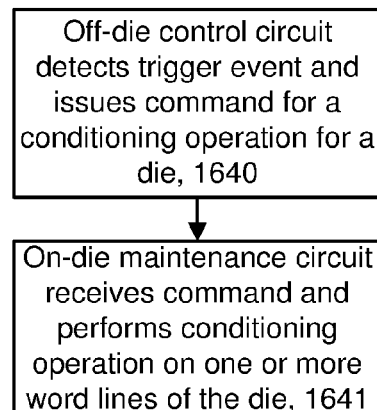 Off-die control circuit
detects trigger event and
issues command for a
conditioning operation for a
die, 1640
On-die maintenance circuit
receives command and
performs conditioning
operation on one or more
word lines of the die, 1641